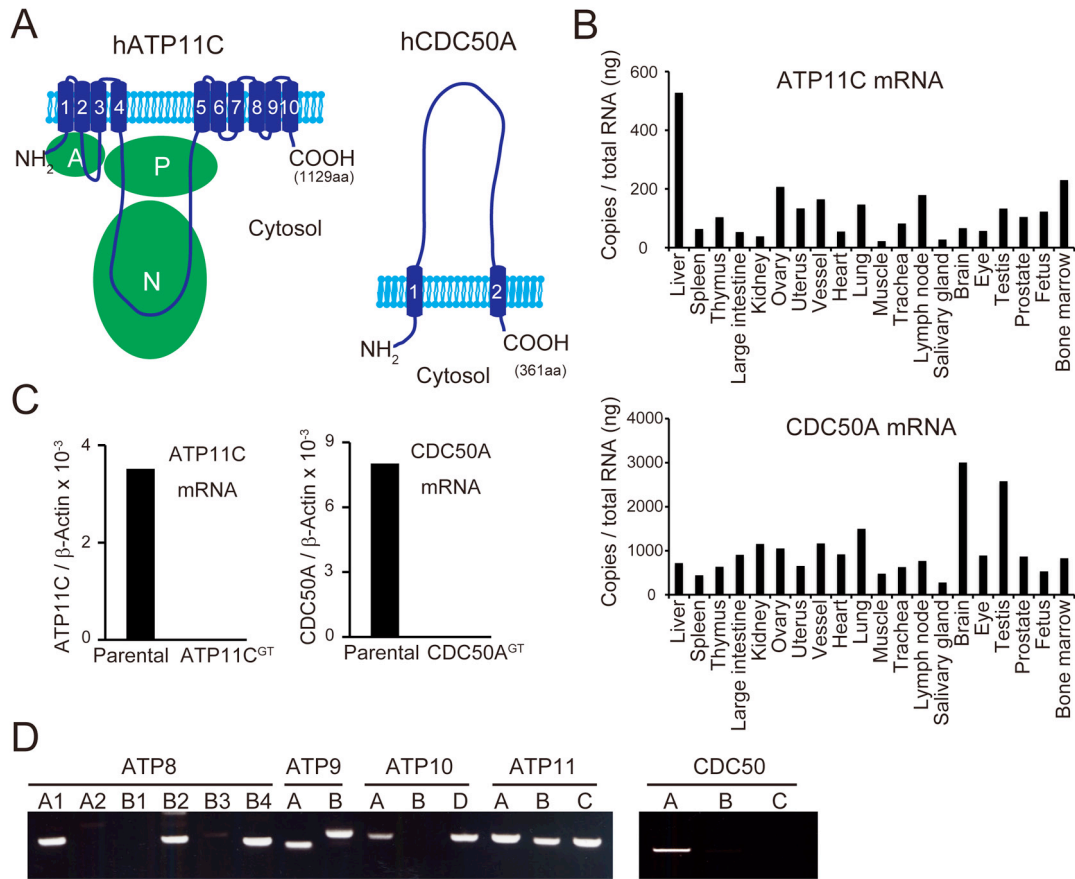 A
hATP11C
hCDC50A
1 2 3 4 5 6 7 8 9 10
NH2
A
P
N
COOH
(1129aa)
Cytosol
1 2
NH2
COOH
(361aa)
Cytosol
B
ATP11C mRNA
Copies / total RNA (ng)
600
400
200
0
Liver
Spleen
Thymus
Large intestine
Kidney
Ovary
Uterus
Vessel
Heart
Lung
Muscle
Trachea
Lymph node
Salivary gland
Brain
Eye
Testis
Prostate
Fetus
Bone marrow
CDC50A mRNA
Copies / total RNA (ng)
4000
3000
2000
1000
0
Liver
Spleen
Thymus
Large intestine
Kidney
Ovary
Uterus
Vessel
Heart
Lung
Muscle
Trachea
Lymph node
Salivary gland
Brain
Eye
Testis
Prostate
Fetus
Bone marrow
C
ATP11C / β-Actin x 10⁻³
4
2
0
ATP11C
mRNA
Parental ATP11Cᴳᵀ
CDC50A / β-Actin x 10⁻³
9
6
3
0
CDC50A
mRNA
Parental CDC50Aᴳᵀ
D
ATP8 ATP9 ATP10 ATP11 CDC50
A1 A2 B1 B2 B3 B4 A B A B D A B C A B C